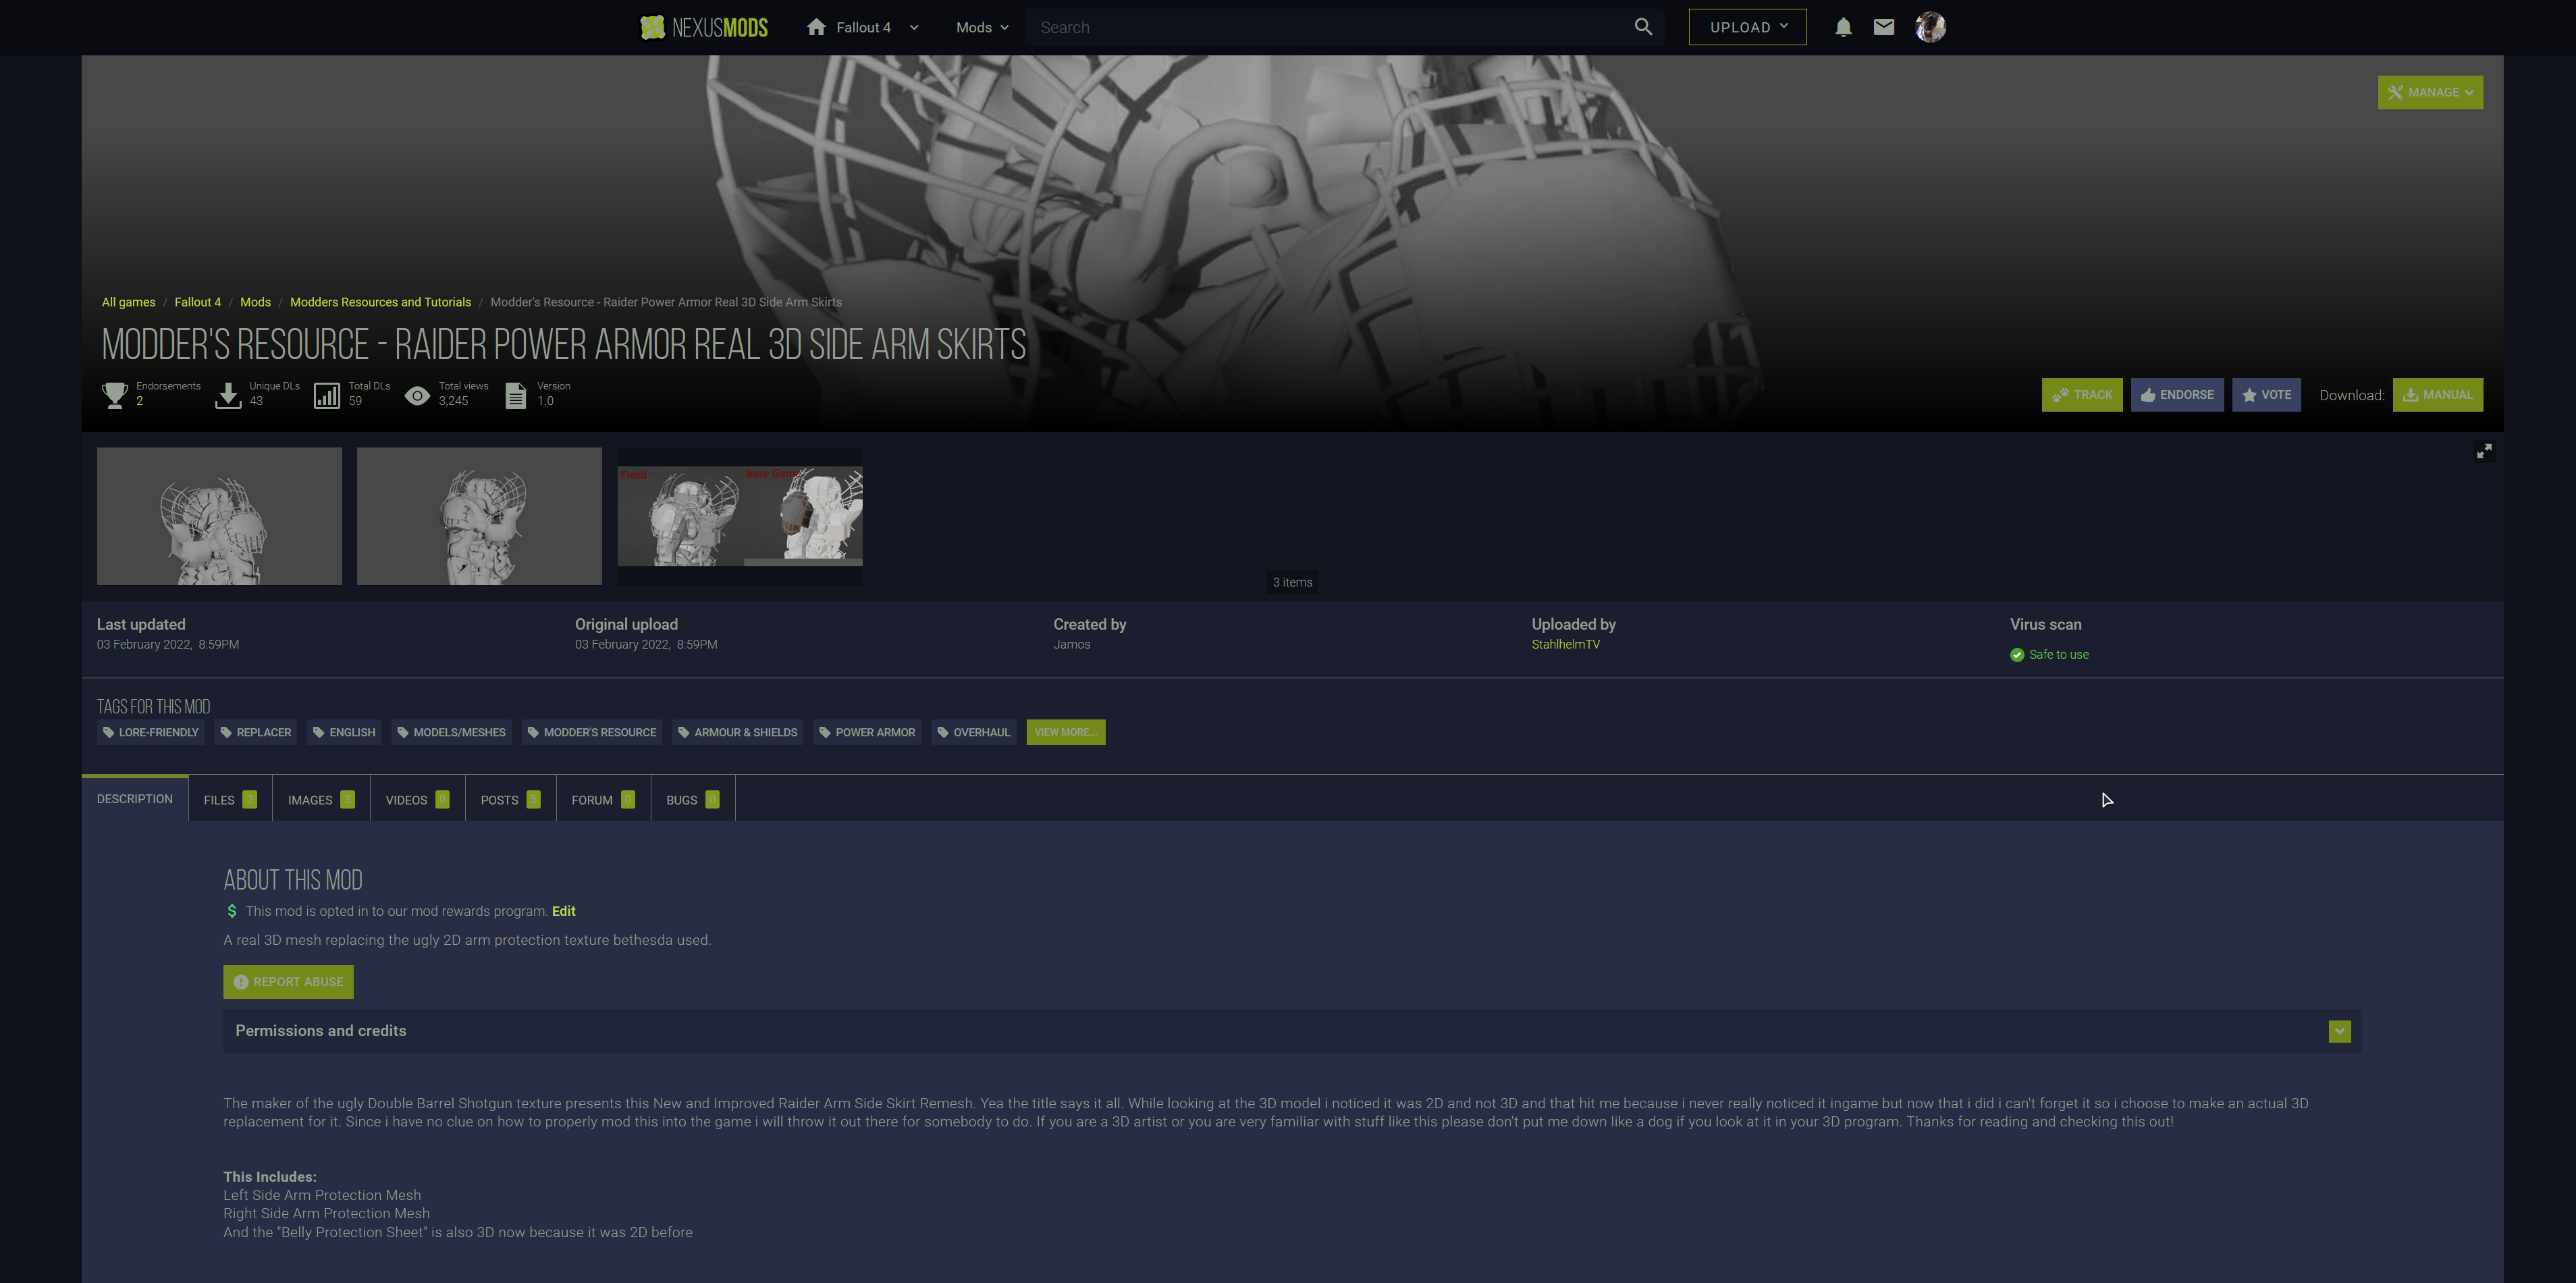 NEXUSMODS
Fallout 4
Mods
Search
UPLOAD
MANAGE
All games / Fallout 4 / Mods / Modders Resources and Tutorials / Modder's Resource - Raider Power Armor Real 3D Side Arm Skirts
MODDER'S RESOURCE - RAIDER POWER ARMOR REAL 3D SIDE ARM SKIRTS
Endorsements
2
Unique DLs
43
Total DLs
59
Total views
3,245
Version
1.0
TRACK
ENDORSE
VOTE
Download:
MANUAL
Fixed
Base Game
3 items
Last updated
03 February 2022, 8:59PM
Original upload
03 February 2022, 8:59PM
Created by
Jamos
Uploaded by
StahlhelmTV
Virus scan
Safe to use
TAGS FOR THIS MOD
LORE-FRIENDLY
REPLACER
ENGLISH
MODELS/MESHES
MODDER'S RESOURCE
ARMOUR & SHIELDS
POWER ARMOR
OVERHAUL
VIEW MORE...
DESCRIPTION
FILES 2
IMAGES 3
VIDEOS 0
POSTS 5
FORUM 0
BUGS 0
ABOUT THIS MOD
$ This mod is opted in to our mod rewards program. Edit
A real 3D mesh replacing the ugly 2D arm protection texture bethesda used.
REPORT ABUSE
Permissions and credits
The maker of the ugly Double Barrel Shotgun texture presents this New and Improved Raider Arm Side Skirt Remesh. Yea the title says it all. While looking at the 3D model i noticed it was 2D and not 3D and that hit me because i never really noticed it ingame but now that i did i can't forget it so i choose to make an actual 3D
replacement for it. Since i have no clue on how to properly mod this into the game i will throw it out there for somebody to do. If you are a 3D artist or you are very familiar with stuff like this please don't put me down like a dog if you look at it in your 3D program. Thanks for reading and checking this out!
This Includes:
Left Side Arm Protection Mesh
Right Side Arm Protection Mesh
And the "Belly Protection Sheet" is also 3D now because it was 2D before